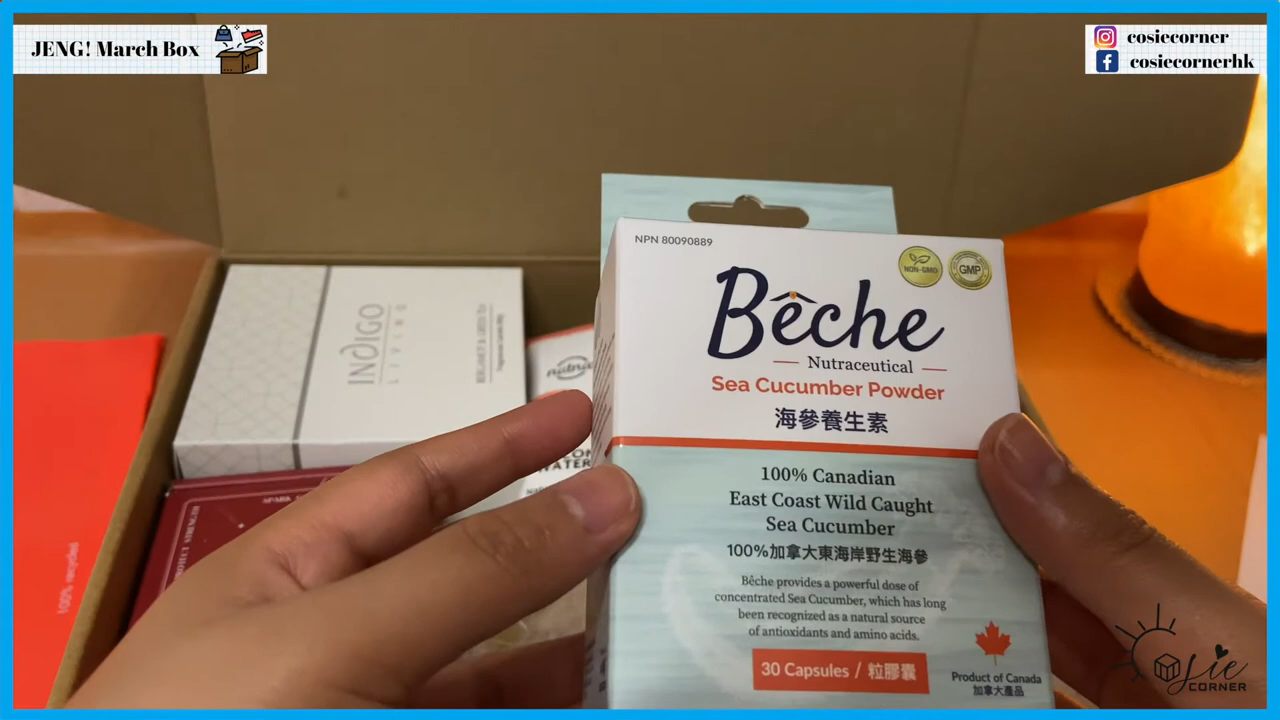 JENG! March Box
cosiecorner
cosiecornerhk
NPN 80090889
NON-GMO
GMP
Bêche
Nutraceutical
Sea Cucumber Powder
海參養生素
100% Canadian
East Coast Wild Caught
Sea Cucumber
100%加拿大東海岸野生海參
Bêche provides a powerful dose of
concentrated Sea Cucumber, which has long
been recognized as a natural source
of antioxidants and amino acids.
30 Capsules / 粒膠囊
Product of Canada
加拿大產品
INDIGO
LIVING
WATER
100% recycled
Cosie
CORNER